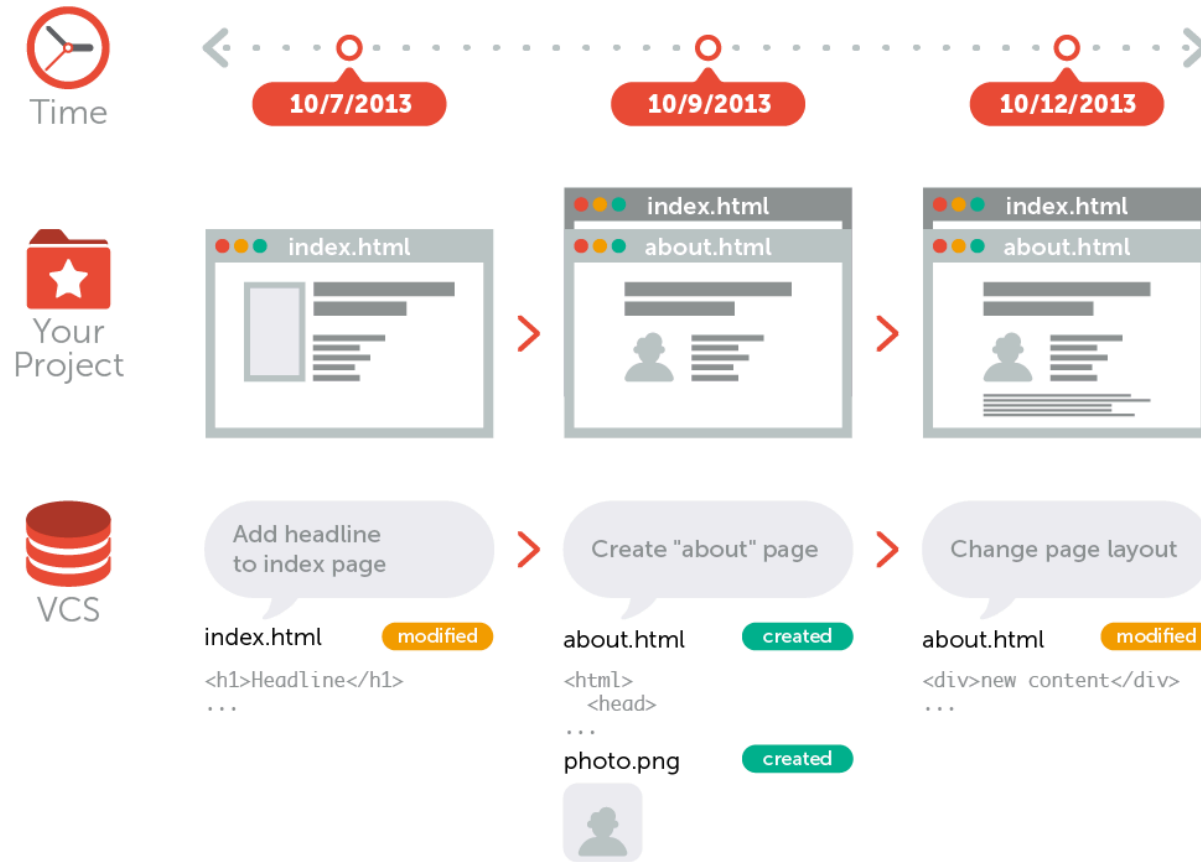 Time
10/7/2013
10/9/2013
10/12/2013
Your
Project
index.html
index.html
about.html
index.html
about.html
VCS
Add headline
to index page
Create "about" page
Change page layout
index.html modified
<h1>Headline</h1>
...
about.html created
<html>
<head>
...
photo.png created
about.html modified
<div>new content</div>
...